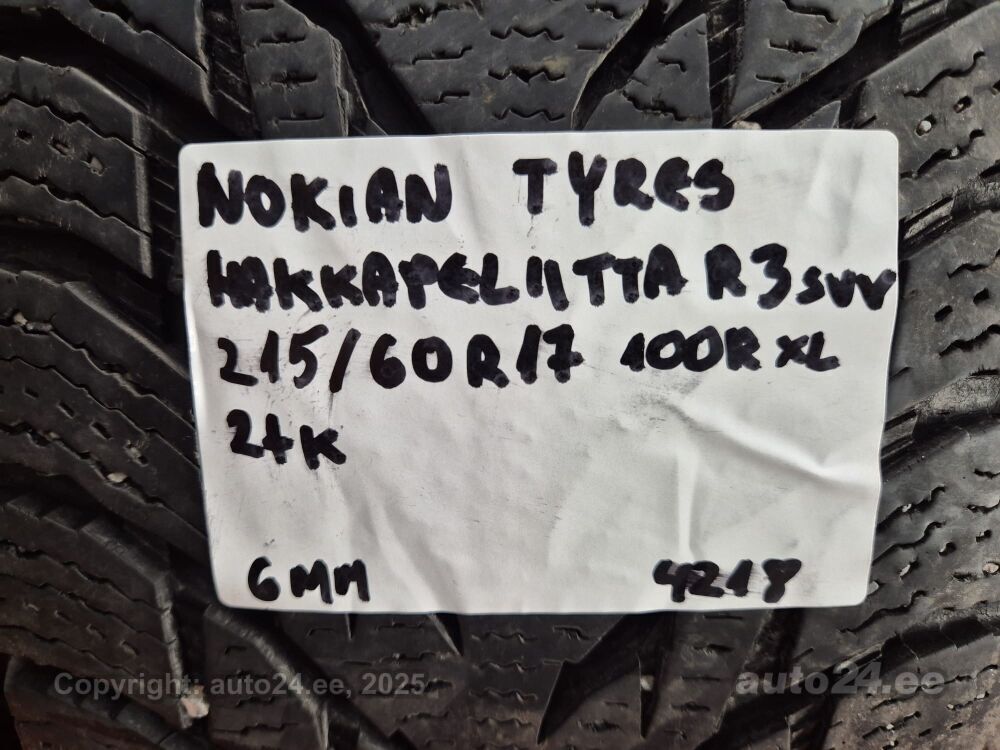 NOKIAN TYRES
HAKKAPELIITTA R3 SUV
215/60R17 100R XL
2tk
6MM 4218
Copyright: auto24.ee, 2025 auto24.ee